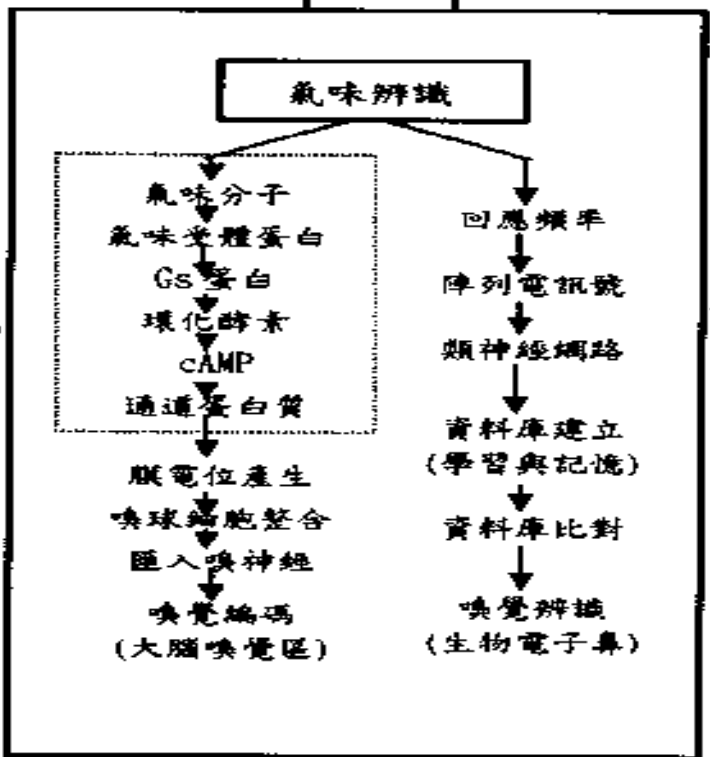 氣味辨識
氣味分子
氣味受體蛋白
Gs 蛋白
環化酵素
cAMP
通道蛋白質
膜電位產生
嗅球細胞整合
匯入嗅神經
嗅覺編碼
(大腦嗅覺區)
回應頻率
陣列電訊號
類神經網路
資料庫建立
(學習與記憶)
資料庫比對
嗅覺辨識
(生物電子鼻)